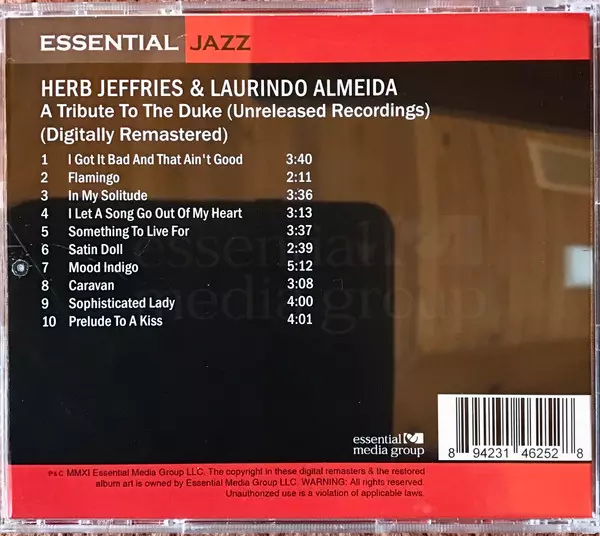 ESSENTIAL JAZZ
HERB JEFFRIES & LAURINDO ALMEIDA
A Tribute To The Duke (Unreleased Recordings)
(Digitally Remastered)
1 I Got It Bad And That Ain't Good 3:40
2 Flamingo 2:11
3 In My Solitude 3:36
4 I Let A Song Go Out Of My Heart 3:13
5 Something To Live For 3:37
6 Satin Doll 2:39
7 Mood Indigo 5:12
8 Caravan 3:08
9 Sophisticated Lady 4:00
10 Prelude To A Kiss 4:01
essential
media group
essential
media group
8 94231 46252 8
P&C MMXI Essential Media Group LLC. The copyright in these digital remasters & the restored
album art is owned by Essential Media Group LLC. WARNING: All rights reserved.
Unauthorized use is a violation of applicable laws.